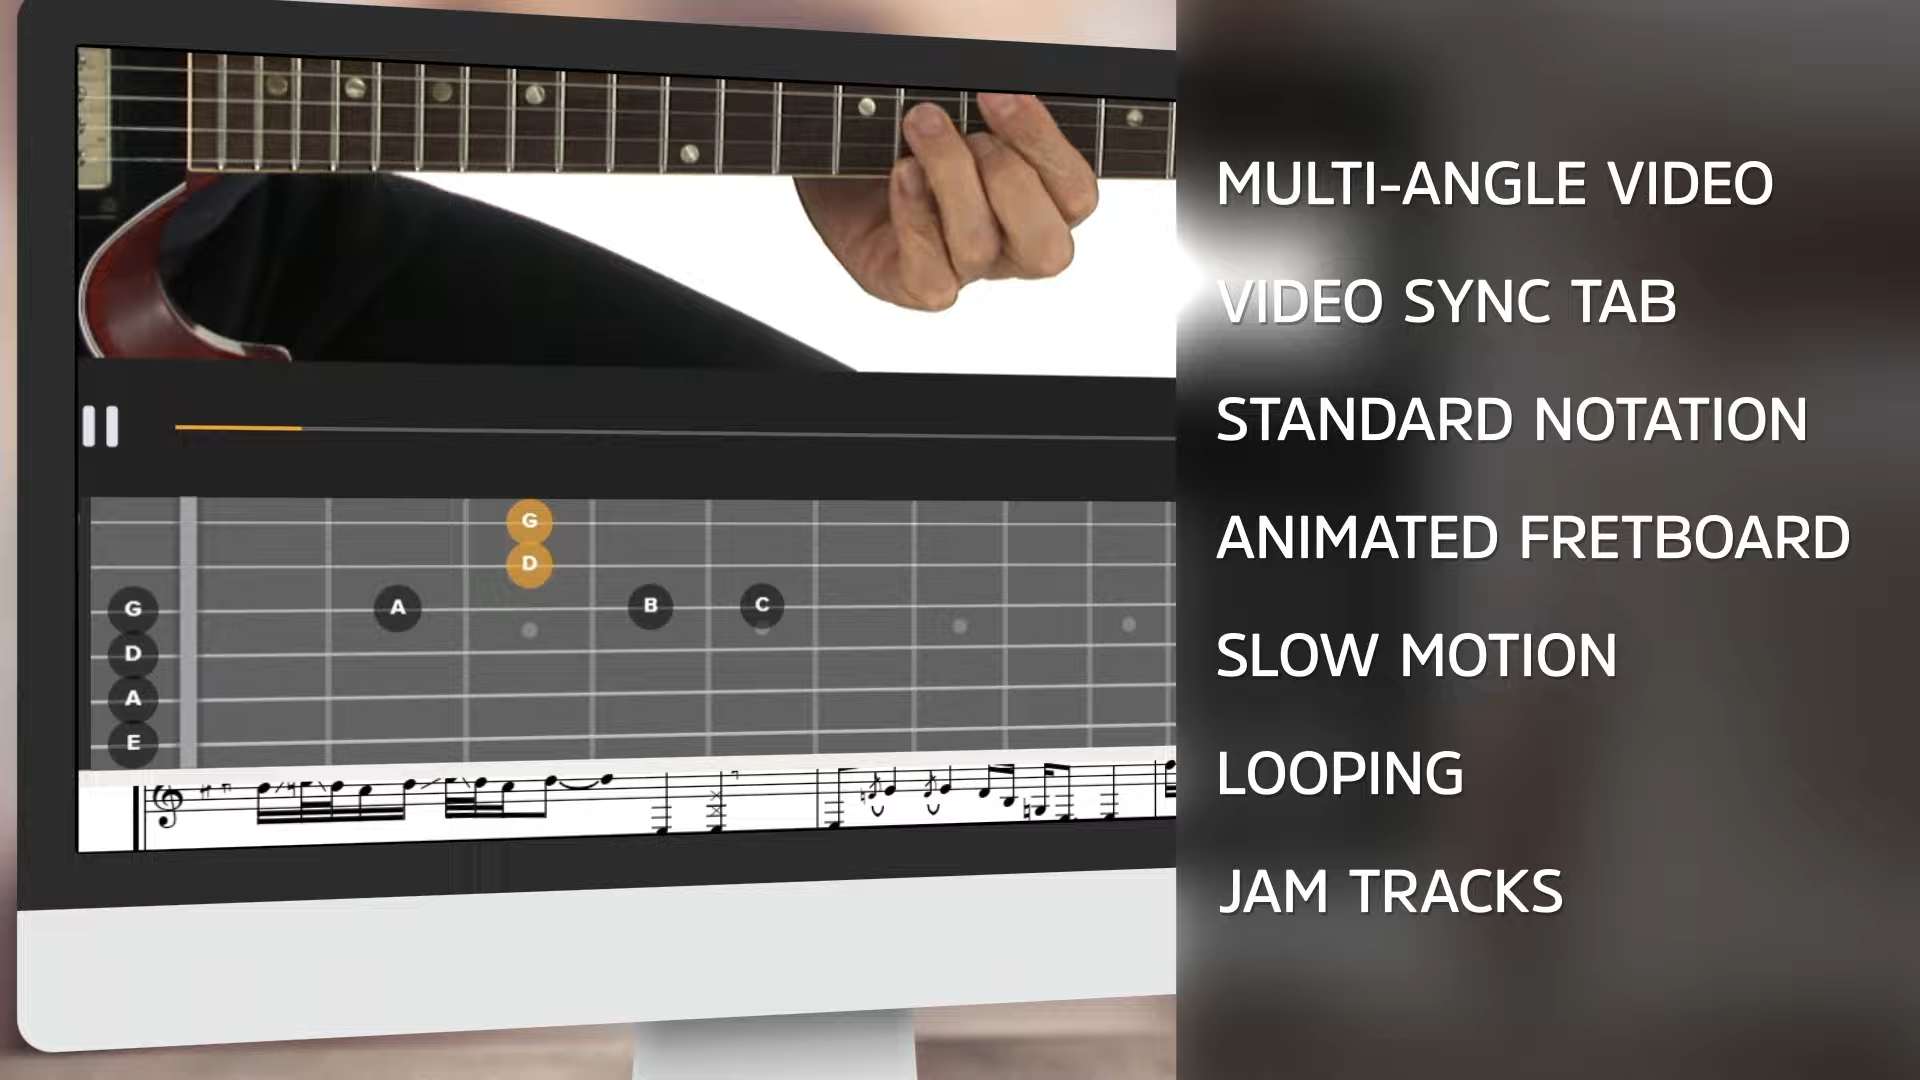 MULTI-ANGLE VIDEO
VIDEO SYNC TAB
STANDARD NOTATION
ANIMATED FRETBOARD
SLOW MOTION
LOOPING
JAM TRACKS
G
D
G A B C
D
A
E